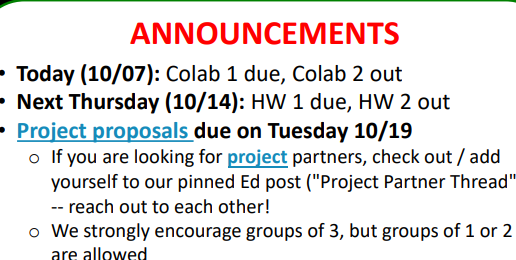 ANNOUNCEMENTS
• Today (10/07): Colab 1 due, Colab 2 out
• Next Thursday (10/14): HW 1 due, HW 2 out
• Project proposals due on Tuesday 10/19
o If you are looking for project partners, check out / add
yourself to our pinned Ed post ("Project Partner Thread"
-- reach out to each other!
o We strongly encourage groups of 3, but groups of 1 or 2
are allowed